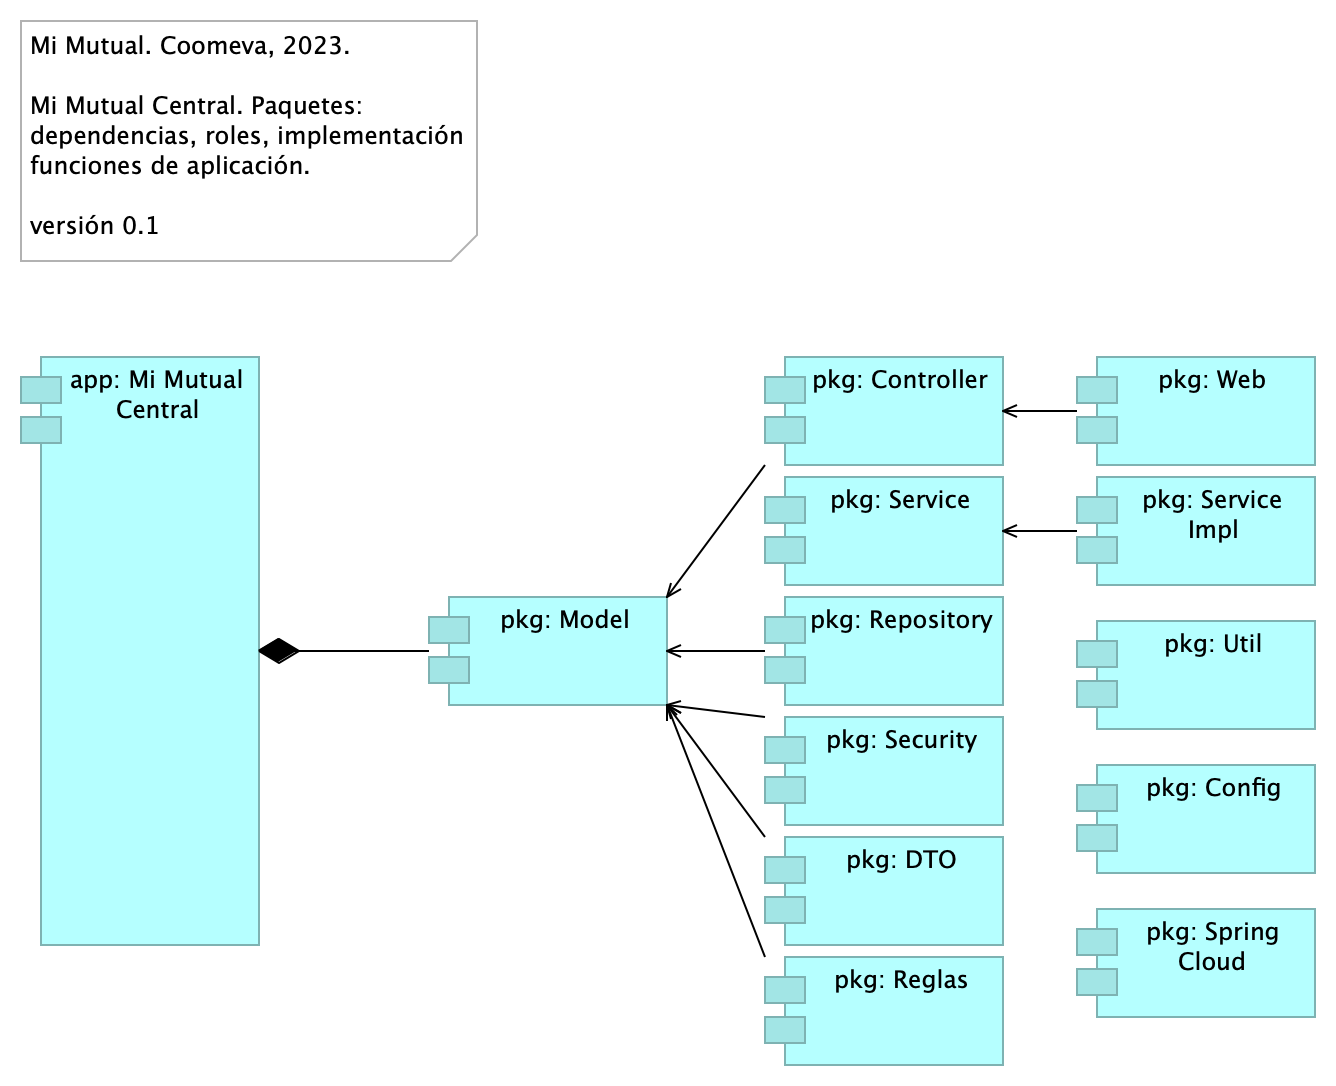 Mi Mutual. Coomeva, 2023.
Mi Mutual Central. Paquetes:
dependencias, roles, implementación
funciones de aplicación.
versión 0.1
app: Mi Mutual
Central
pkg: Controller
pkg: Web
pkg: Service
pkg: Service
Impl
pkg: Model
pkg: Repository
pkg: Util
pkg: Security
pkg: Config
pkg: DTO
pkg: Spring
Cloud
pkg: Reglas